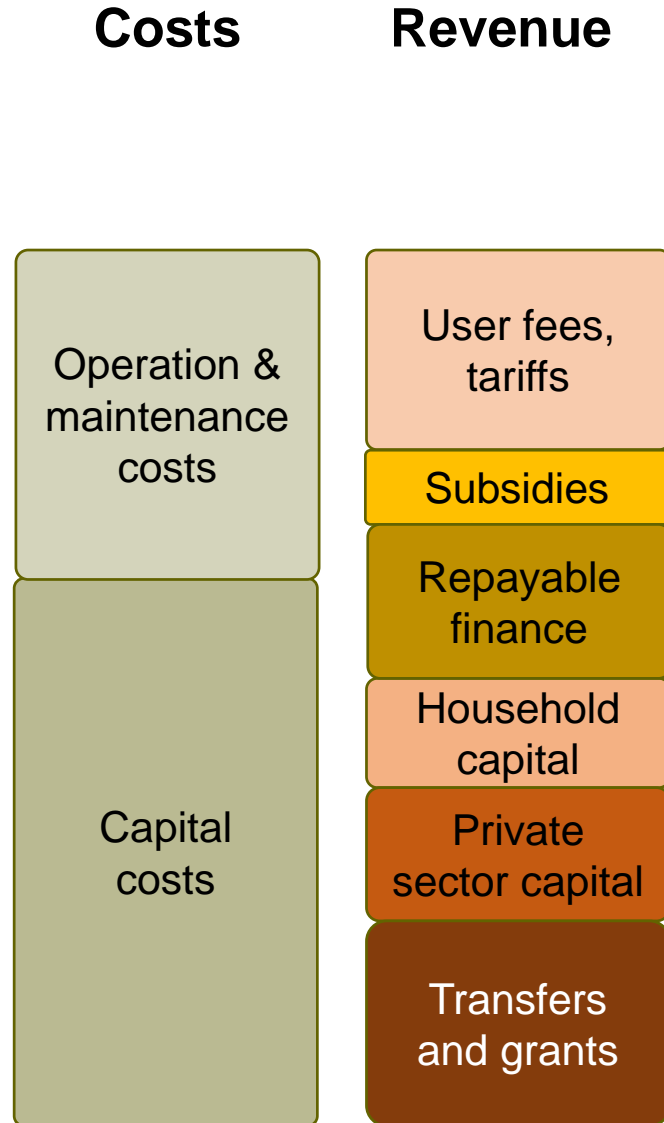 Costs
Revenue
Operation &
maintenance
costs
Capital
costs
User fees,
tariffs
Subsidies
Repayable
finance
Household
capital
Private
sector capital
Transfers
and grants